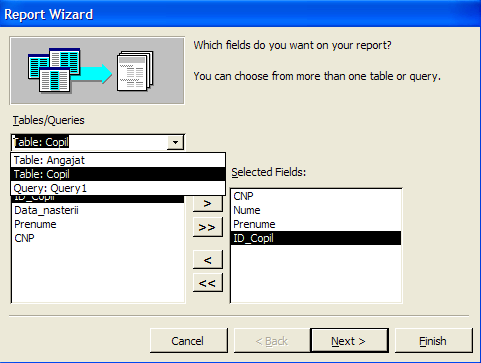 Report Wizard
Which fields do you want on your report?
You can choose from more than one table or query.
Tables/Queries
Table: Copil
Table: Angajat
Table: Copil
Query: Query1
ID_Copil
Data_nasterii
Prenume
CNP
>
>>
<
<<
Selected Fields:
CNP
Nume
Prenume
ID_Copil
Cancel
< Back
Next >
Finish